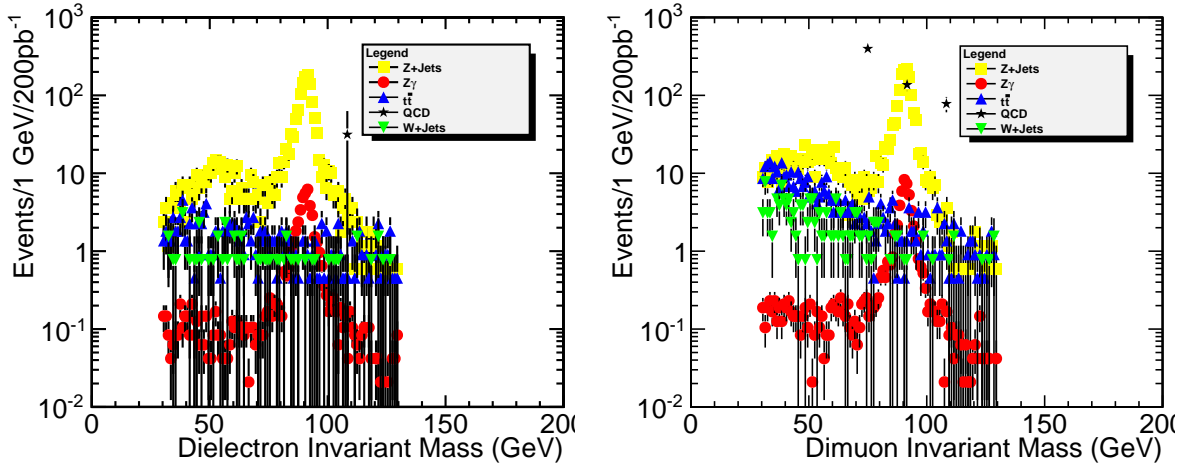 Events/1 GeV/200pb⁻¹
10³
10²
10
1
10⁻¹
10⁻²
0
50
100
150
200
Dielectron Invariant Mass (GeV)
Legend
Z+Jets
Zγ
tt̄
QCD
W+Jets
Events/1 GeV/200pb⁻¹
10³
10²
10
1
10⁻¹
10⁻²
0
50
100
150
200
Dimuon Invariant Mass (GeV)
Legend
Z+Jets
Zγ
tt̄
QCD
W+Jets